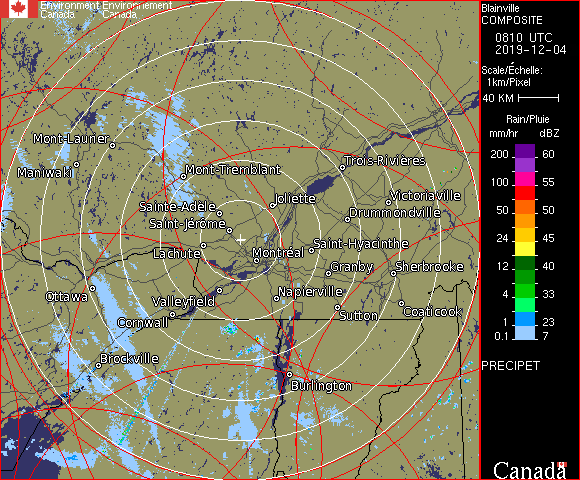 Environment Environnement
Canada Canada
Mont-Laurier
Maniwaki
Mont-Tremblant
Trois-Rivières
Sainte-Adele
Joliette
Victoriaville
Saint-Jérome
Drummondville
Lachute
Montréal
Saint-Hyacinthe
Granby
Sherbrooke
Ottawa
Valleyfield
Napierville
Cornwall
Sutton
Coaticook
Brockville
Burlington
Blainville
COMPOSITE
0810 UTC
2019-12-04
Scale/Échelle:
1km/Pixel
40 KM
Rain/Pluie
mm/hr dBZ
200 60
100 55
50 50
24 45
12 40
4 33
1 23
0.1 7
PRECIPET
Canada